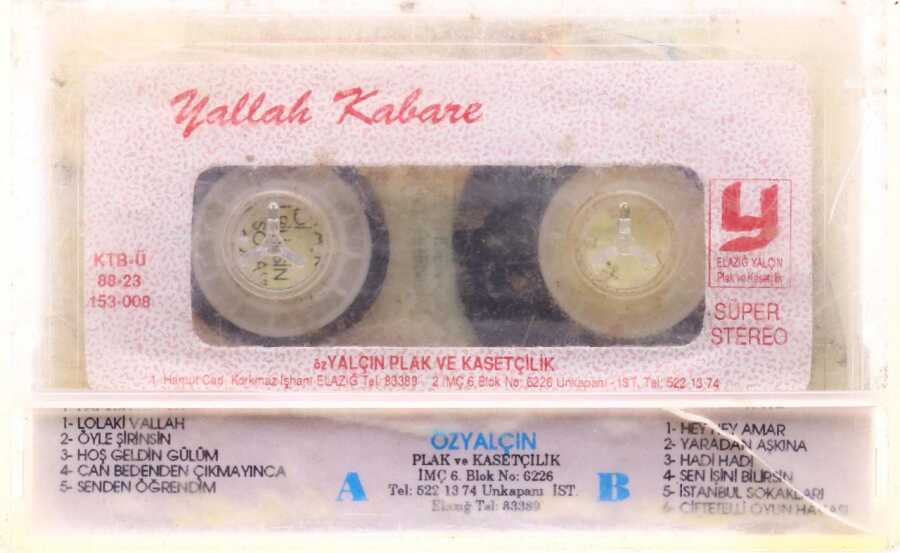 Yallah Kabare
KTB-Ü
88-23
153-008
y
ELAZIĞ YALÇIN
Plak ve Kasetçilik
SÜPER
STEREO
özYALÇIN PLAK VE KASETÇİLİK
1. Hamut Cad. Korkmaz İşhanı ELAZIĞ Tel: 83389 2 İMÇ 6. Blok No: 6226 Unkapanı - İST. Tel: 522 13 74
1- LOLAKİ VALLAH
2- ÖYLE ŞİRİNSİN
3- HOŞ GELDİN GÜLÜM
4- CAN BEDENDEN ÇIKMAYINCA
5- SENDEN ÖĞRENDİM
A
ÖZYALÇIN
PLAK ve KASETÇİLİK
İMÇ 6. Blok No: 6226
Tel: 522 13 74 Unkapanı İST.
Elazığ Tel: 83389
B
1- HEY HEY AMAR
2- YARADAN AŞKINA
3- HADİ HADİ
4- SEN İŞİNİ BİLİRSİN
5- İSTANBUL SOKAKLARI
6- ÇİFTETELLİ OYUN HAVASI